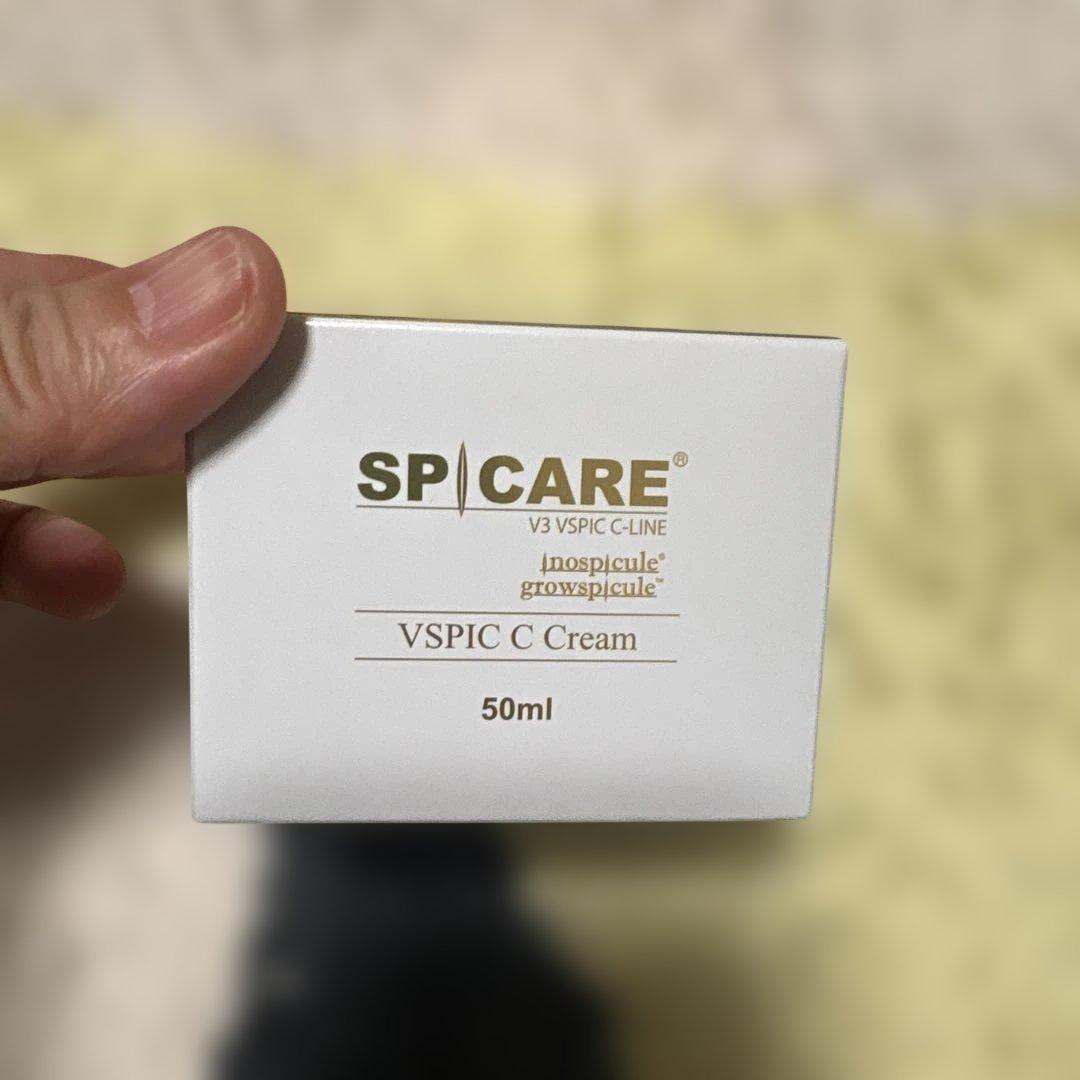 SPICARE®
V3 VSPIC C-LINE
inospicule®
growspicule™
VSPIC C Cream
50ml